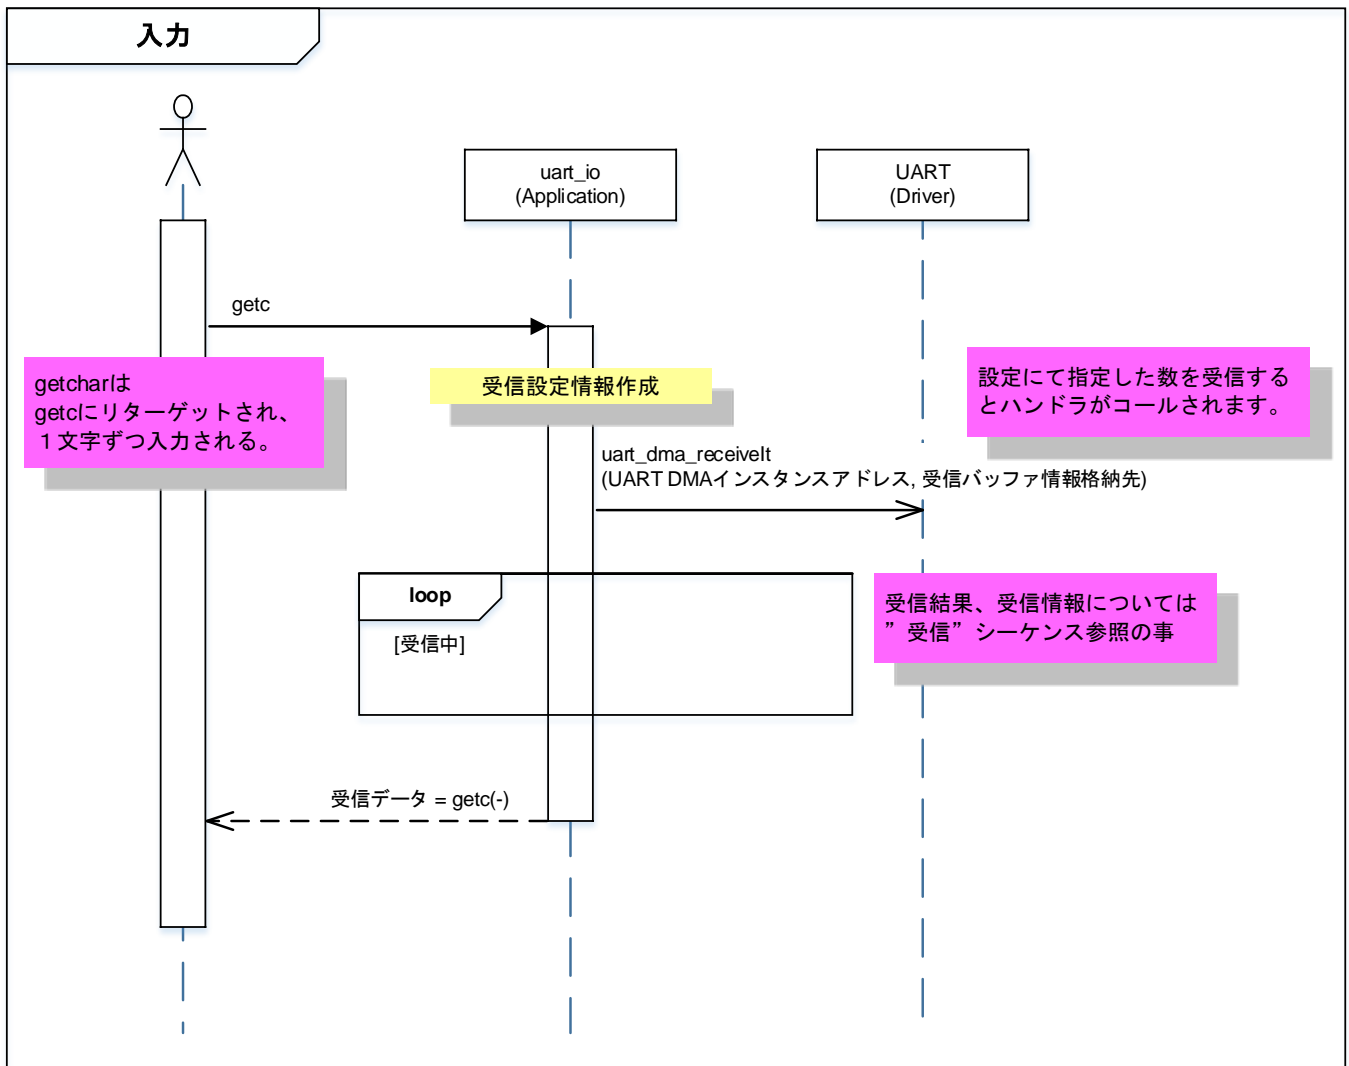 入力
uart_io
(Application)
UART
(Driver)
getc
getcharは
getcにリターゲットされ、
１文字ずつ入力される。
受信設定情報作成
設定にて指定した数を受信する
とハンドラがコールされます。
uart_dma_receiveIt
(UART DMAインスタンスアドレス, 受信バッファ情報格納先)
loop
[受信中]
受信結果、受信情報については
”受信”シーケンス参照の事
受信データ = getc(-)